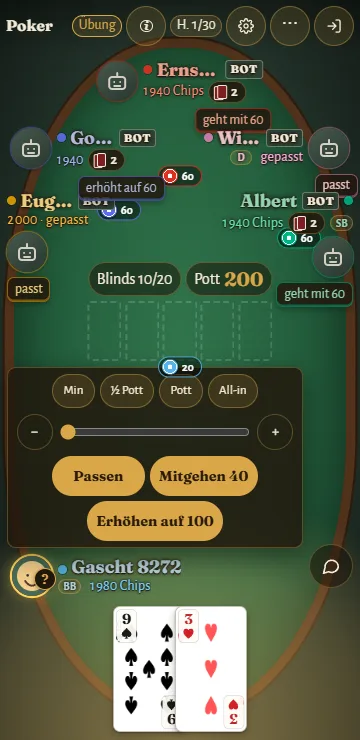 Poker Übung H. 1/30 ...
Erns... BOT
1940 Chips 2
geht mit 60
Go... BOT
1940 2
Wi... BOT
D gepasst
60
erhöht auf 60
passt
Eug...
2000 · gepasst
60
Albert BOT
1940 Chips 2 SB
60
passt
geht mit 60
Blinds 10/20
Pott 200
20
Min ½ Pott Pott All-in
− +
Passen Mitgehen 40
Erhöhen auf 100
?
Gascht 8272
BB 1980 Chips
9 3
9 3